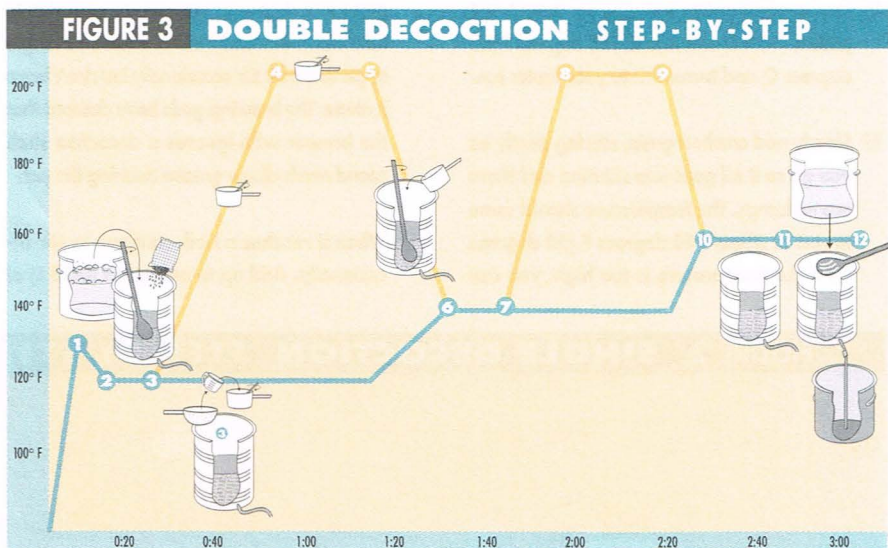 FIGURE 3 DOUBLE DECOCTION STEP-BY-STEP
200° F
180° F
160° F
140° F
120° F
100° F
1
2
3
4
5
6
7
8
9
10
11
12
3
0:20 0:40 1:00 1:20 1:40 2:00 2:20 2:40 3:00